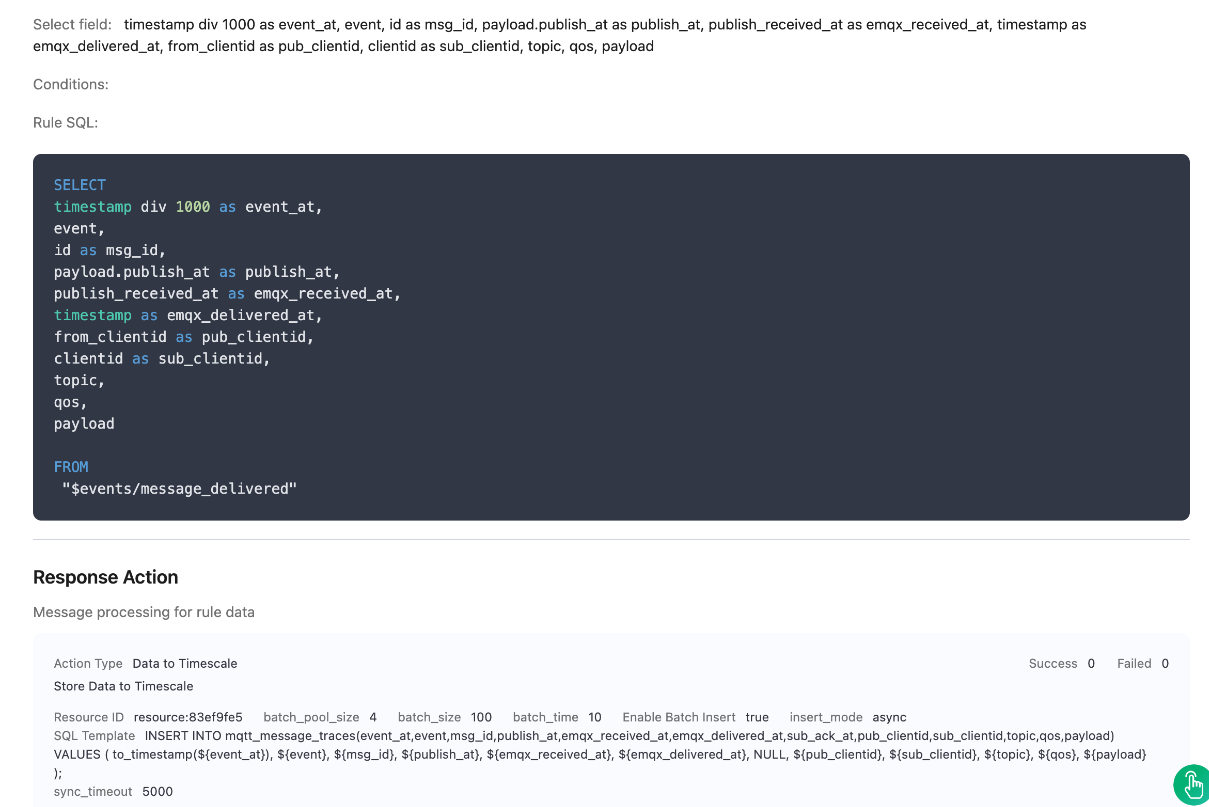 Select field: timestamp div 1000 as event_at, event, id as msg_id, payload.publish_at as publish_at, publish_received_at as emqx_received_at, timestamp as
emqx_delivered_at, from_clientid as pub_clientid, clientid as sub_clientid, topic, qos, payload
Conditions:
Rule SQL:
SELECT
timestamp div 1000 as event_at,
event,
id as msg_id,
payload.publish_at as publish_at,
publish_received_at as emqx_received_at,
timestamp as emqx_delivered_at,
from_clientid as pub_clientid,
clientid as sub_clientid,
topic,
qos,
payload
FROM
"$events/message_delivered"
Response Action
Message processing for rule data
Action Type Data to Timescale Success 0 Failed 0
Store Data to Timescale
Resource ID resource:83ef9fe5 batch_pool_size 4 batch_size 100 batch_time 10 Enable Batch Insert true insert_mode async
SQL Template INSERT INTO mqtt_message_traces(event_at,event,msg_id,publish_at,emqx_received_at,emqx_delivered_at,sub_ack_at,pub_clientid,sub_clientid,topic,qos,payload)
VALUES ( to_timestamp(${event_at}), ${event}, ${msg_id}, ${publish_at}, ${emqx_received_at}, ${emqx_delivered_at}, NULL, ${pub_clientid}, ${sub_clientid}, ${topic}, ${qos}, ${payload}
);
sync_timeout 5000